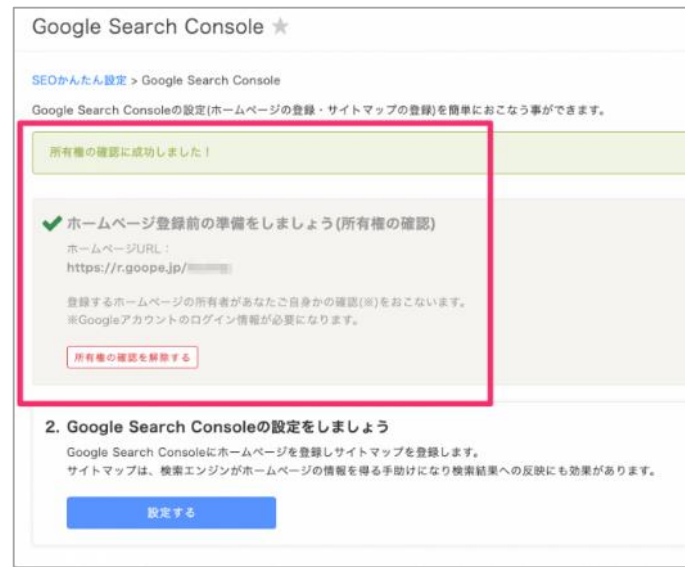 Google Search Console ★
SEOかんたん設定 > Google Search Console
Google Search Consoleの設定(ホームページの登録・サイトマップの登録)を簡単におこなう事ができます。
所有権の確認に成功しました！
ホームページ登録前の準備をしましょう(所有権の確認)
ホームページURL：
https://r.goope.jp/
登録するホームページの所有者があなたご自身かの確認(※)をおこないます。
※Googleアカウントのログイン情報が必要になります。
所有権の確認を解除する
2. Google Search Consoleの設定をしましょう
Google Search Consoleにホームページを登録しサイトマップを登録します。
サイトマップは、検索エンジンがホームページの情報を得る手助けになり検索結果への反映にも効果があります。
設定する